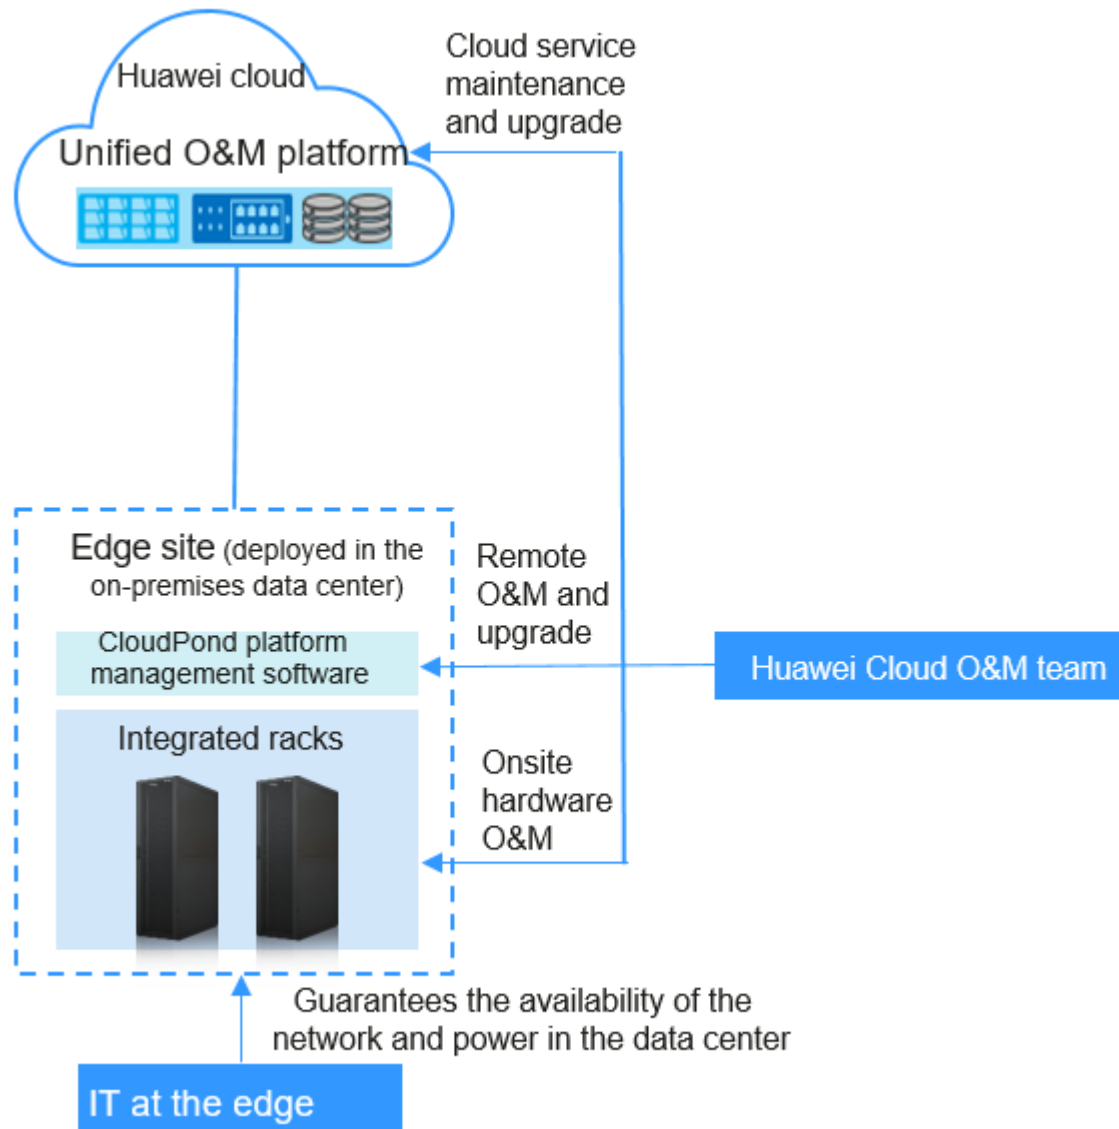 Huawei cloud
Unified O&M platform
Cloud service
maintenance
and upgrade
Edge site (deployed in the
on-premises data center)
CloudPond platform
management software
Integrated racks
Remote
O&M and
upgrade
Huawei Cloud O&M team
Onsite
hardware
O&M
Guarantees the availability of the
network and power in the data center
IT at the edge